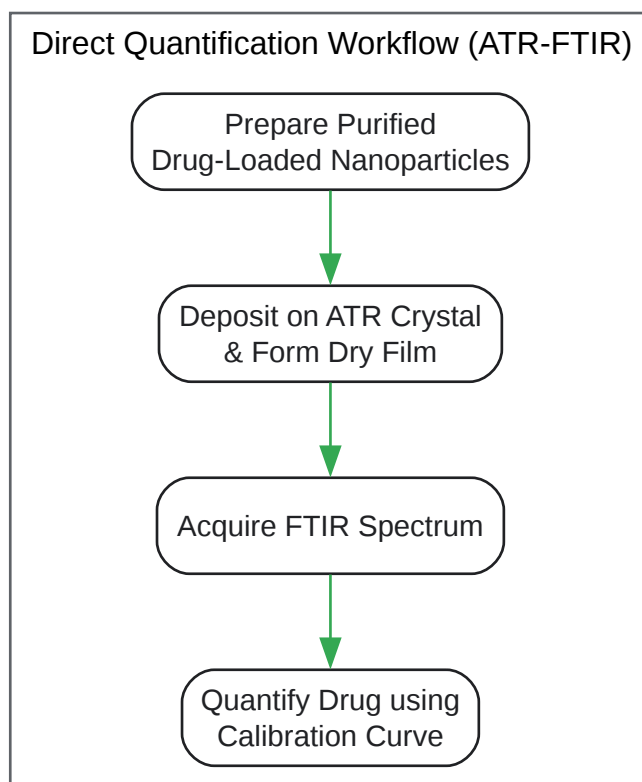 Direct Quantification Workflow (ATR-FTIR)
Prepare Purified
Drug-Loaded Nanoparticles
Deposit on ATR Crystal
& Form Dry Film
Acquire FTIR Spectrum
Quantify Drug using
Calibration Curve